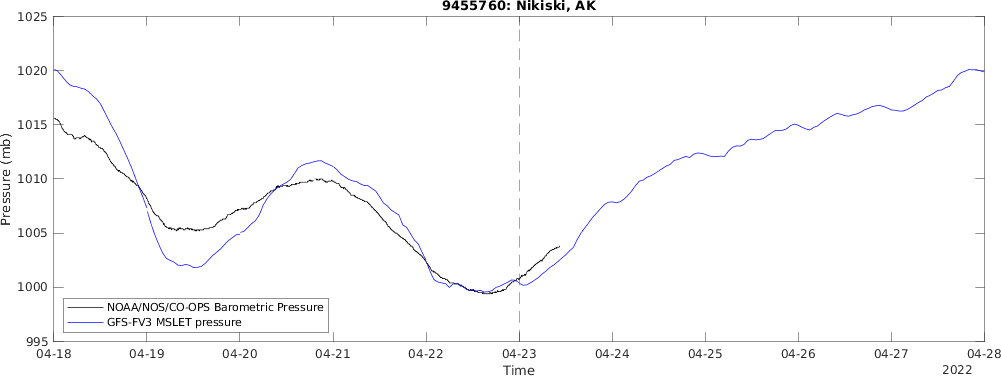 9455760: Nikiski, AK
Pressure (mb)
1025
1020
1015
1010
1005
1000
995
NOAA/NOS/CO-OPS Barometric Pressure
GFS-FV3 MSLET pressure
04-18 04-19 04-20 04-21 04-22 04-23 04-24 04-25 04-26 04-27 04-28
Time
2022